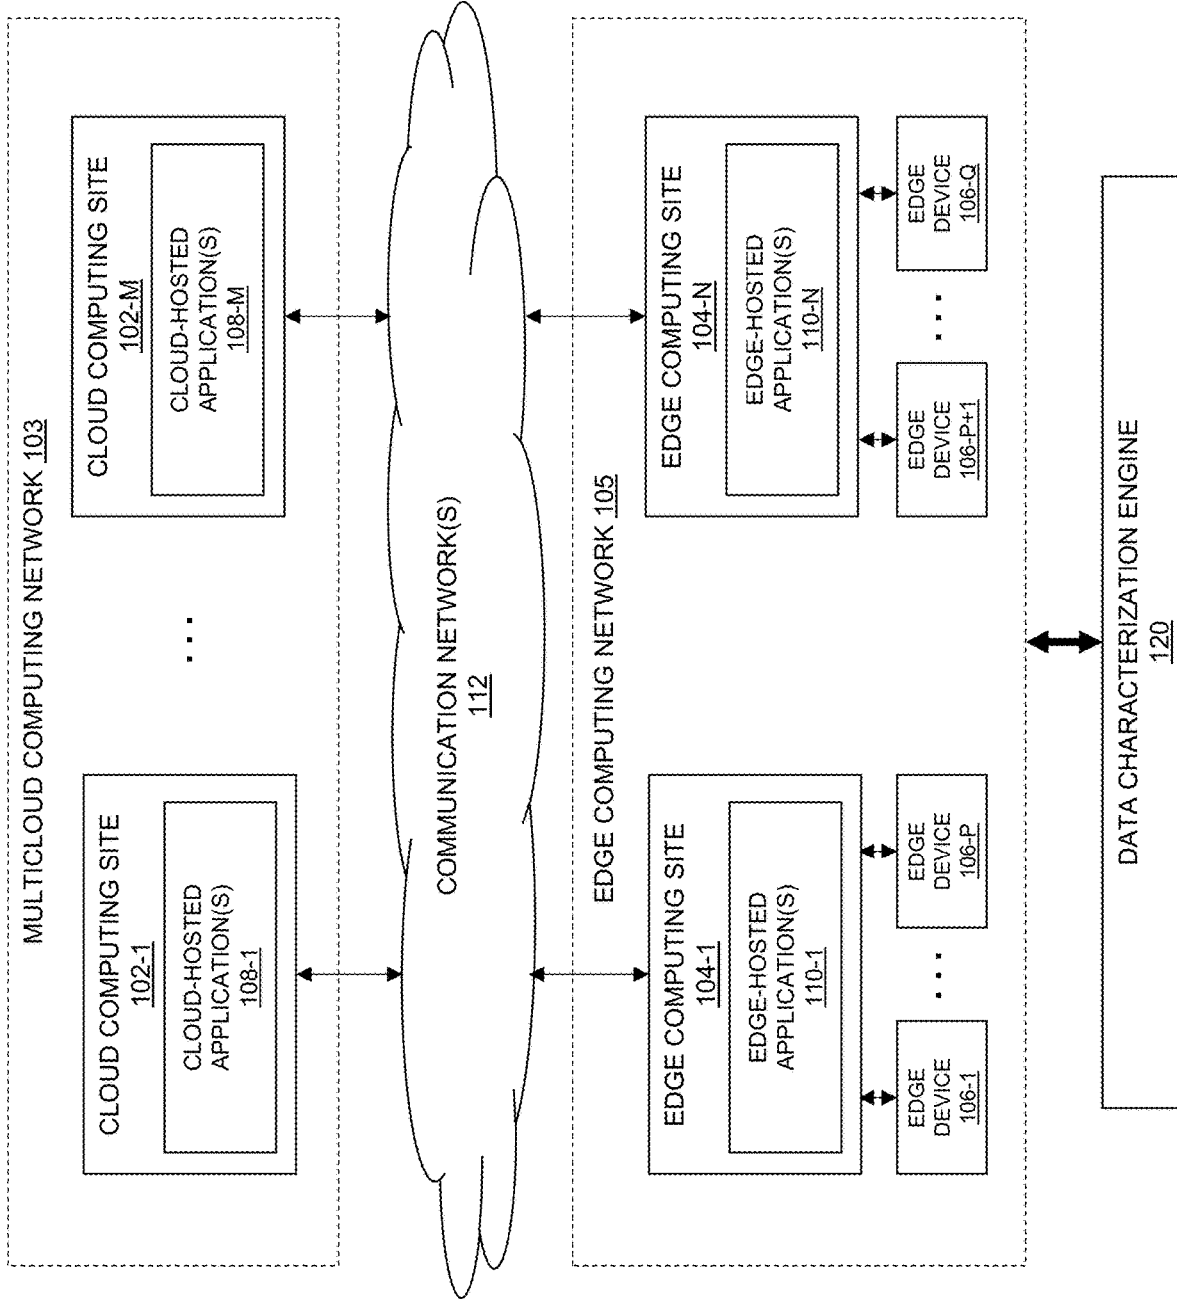 MULTICLOUD COMPUTING NETWORK 103
CLOUD COMPUTING SITE
102-1
CLOUD-HOSTED
APPLICATION(S)
108-1
. . .
CLOUD COMPUTING SITE
102-M
CLOUD-HOSTED
APPLICATION(S)
108-M
COMMUNICATION NETWORK(S)
112
EDGE COMPUTING NETWORK 105
EDGE COMPUTING SITE
104-1
EDGE-HOSTED
APPLICATION(S)
110-1
EDGE
DEVICE
106-1
. . .
EDGE
DEVICE
106-P
EDGE COMPUTING SITE
104-N
EDGE-HOSTED
APPLICATION(S)
110-N
EDGE
DEVICE
106-P+1
. . .
EDGE
DEVICE
106-Q
DATA CHARACTERIZATION ENGINE
120